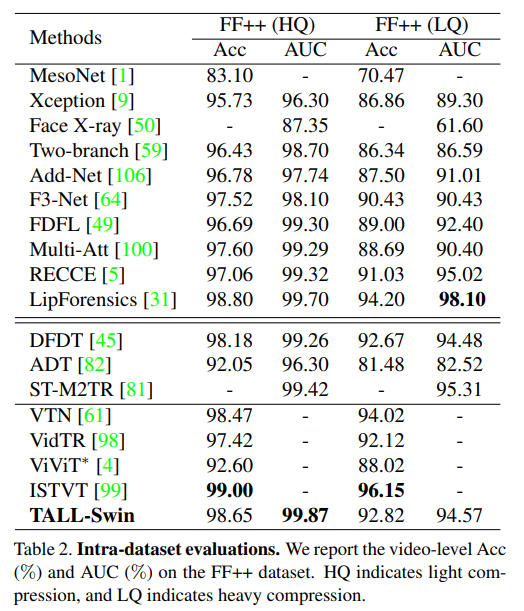 Methods FF++ (HQ) FF++ (LQ)
Acc AUC Acc AUC
MesoNet [1] 83.10 - 70.47 -
Xception [9] 95.73 96.30 86.86 89.30
Face X-ray [50] - 87.35 - 61.60
Two-branch [59] 96.43 98.70 86.34 86.59
Add-Net [106] 96.78 97.74 87.50 91.01
F3-Net [64] 97.52 98.10 90.43 90.43
FDFL [49] 96.69 99.30 89.00 92.40
Multi-Att [100] 97.60 99.29 88.69 90.40
RECCE [5] 97.06 99.32 91.03 95.02
LipForensics [31] 98.80 99.70 94.20 98.10
DFDT [45] 98.18 99.26 92.67 94.48
ADT [82] 92.05 96.30 81.48 82.52
ST-M2TR [81] - 99.42 - 95.31
VTN [61] 98.47 - 94.02 -
VidTR [98] 97.42 - 92.12 -
ViViT* [4] 92.60 - 88.02 -
ISTVT [99] 99.00 - 96.15 -
TALL-Swin 98.65 99.87 92.82 94.57
Table 2. Intra-dataset evaluations. We report the video-level Acc
(%) and AUC (%) on the FF++ dataset. HQ indicates light com-
pression, and LQ indicates heavy compression.